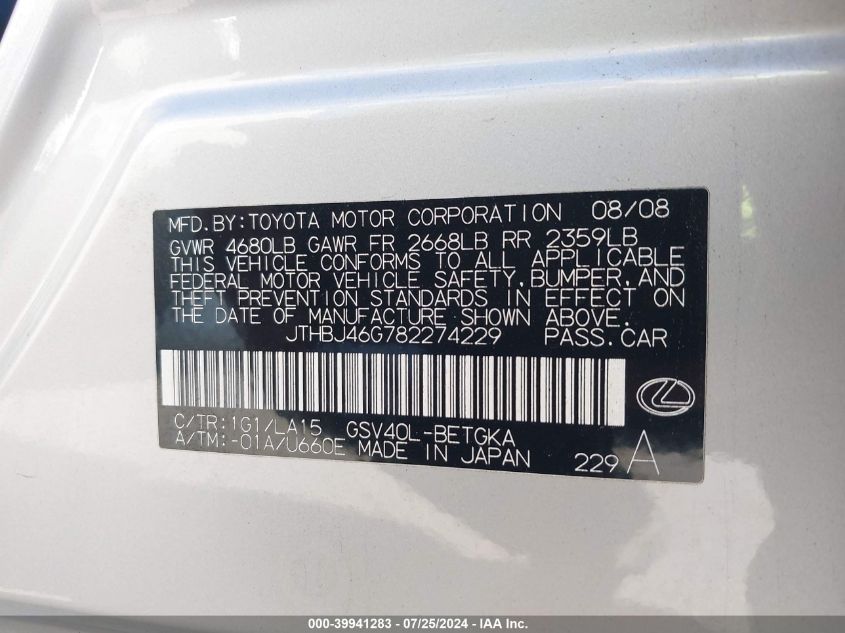 MFD.BY:TOYOTA MOTOR CORPORATION 08/08
GVWR 4680LB GAWR FR 2668LB RR 2359LB
THIS VEHICLE CONFORMS TO ALL APPLICABLE
FEDERAL MOTOR VEHICLE SAFETY,BUMPER,AND
THEFT PREVENTION STANDARDS IN EFFECT ON
THE DATE OF MANUFACTURE SHOWN ABOVE.
JTHBJ46G782274229 PASS.CAR
C/TR:1G1/LA15 GSV40L-BETGKA
A/TM:-01A/U660E MADE IN JAPAN 229 A
000-39941283 - 07/25/2024 - IAA Inc.